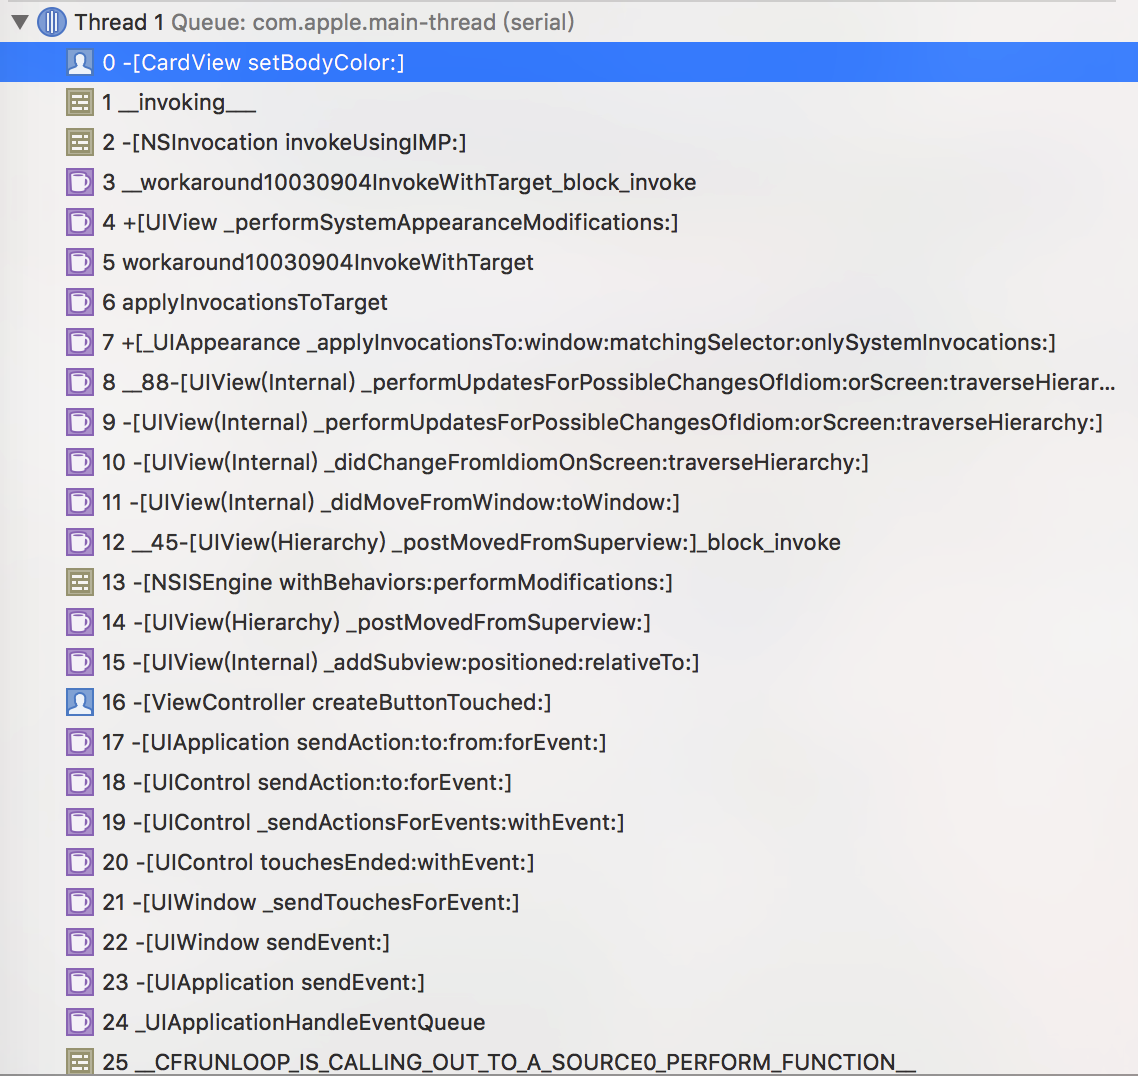 Thread 1 Queue: com.apple.main-thread (serial)
0 -[CardView setBodyColor:]
1 __invoking___
2 -[NSInvocation invokeUsingIMP:]
3 __workaround10030904InvokeWithTarget_block_invoke
4 +[UIView _performSystemAppearanceModifications:]
5 workaround10030904InvokeWithTarget
6 applyInvocationsToTarget
7 +[_UIAppearance _applyInvocationsTo:window:matchingSelector:onlySystemInvocations:]
8 __88-[UIView(Internal) _performUpdatesForPossibleChangesOfIdiom:orScreen:traverseHierar...
9 -[UIView(Internal) _performUpdatesForPossibleChangesOfIdiom:orScreen:traverseHierarchy:]
10 -[UIView(Internal) _didChangeFromIdiomOnScreen:traverseHierarchy:]
11 -[UIView(Internal) _didMoveFromWindow:toWindow:]
12 __45-[UIView(Hierarchy) _postMovedFromSuperview:]_block_invoke
13 -[NSISEngine withBehaviors:performModifications:]
14 -[UIView(Hierarchy) _postMovedFromSuperview:]
15 -[UIView(Internal) _addSubview:positioned:relativeTo:]
16 -[ViewController createButtonTouched:]
17 -[UIApplication sendAction:to:from:forEvent:]
18 -[UIControl sendAction:to:forEvent:]
19 -[UIControl _sendActionsForEvents:withEvent:]
20 -[UIControl touchesEnded:withEvent:]
21 -[UIWindow _sendTouchesForEvent:]
22 -[UIWindow sendEvent:]
23 -[UIApplication sendEvent:]
24 _UIApplicationHandleEventQueue
25 __CFRUNLOOP_IS_CALLING_OUT_TO_A_SOURCE0_PERFORM_FUNCTION__